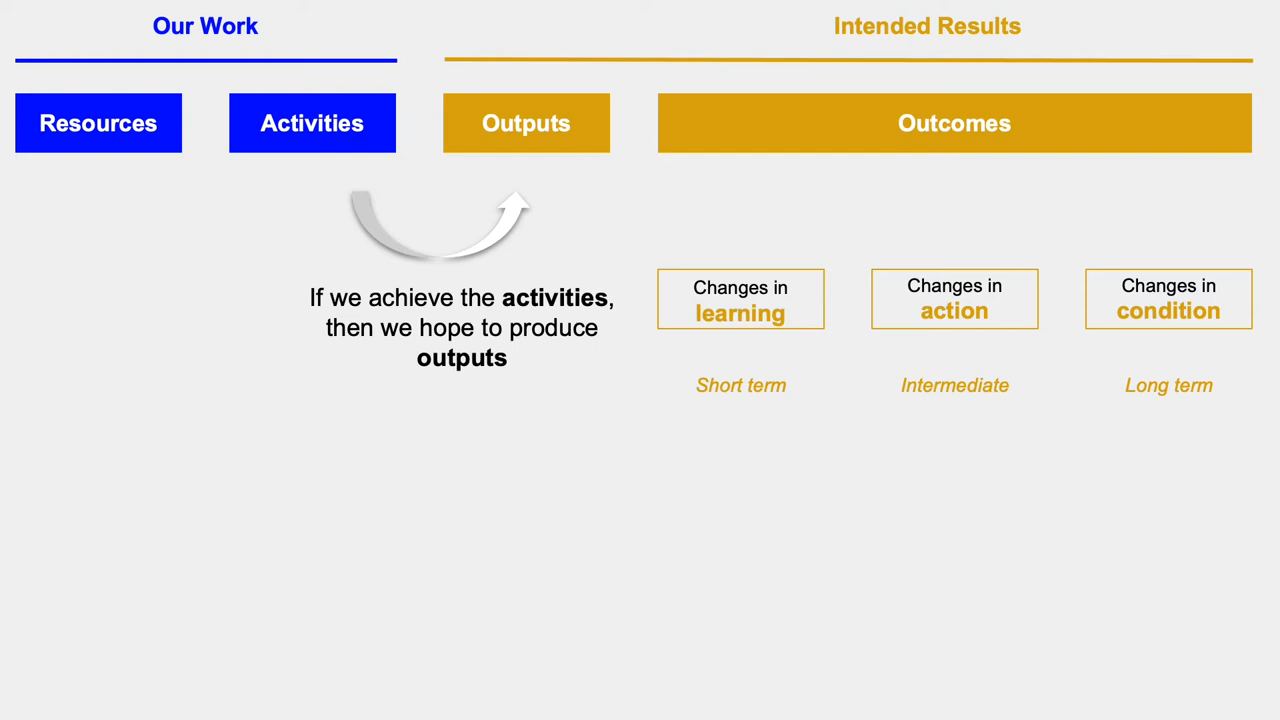 Our Work
Intended Results
Resources
Activities
Outputs
Outcomes
If we achieve the activities,
then we hope to produce
outputs
Changes in
learning
Changes in
action
Changes in
condition
Short term
Intermediate
Long term